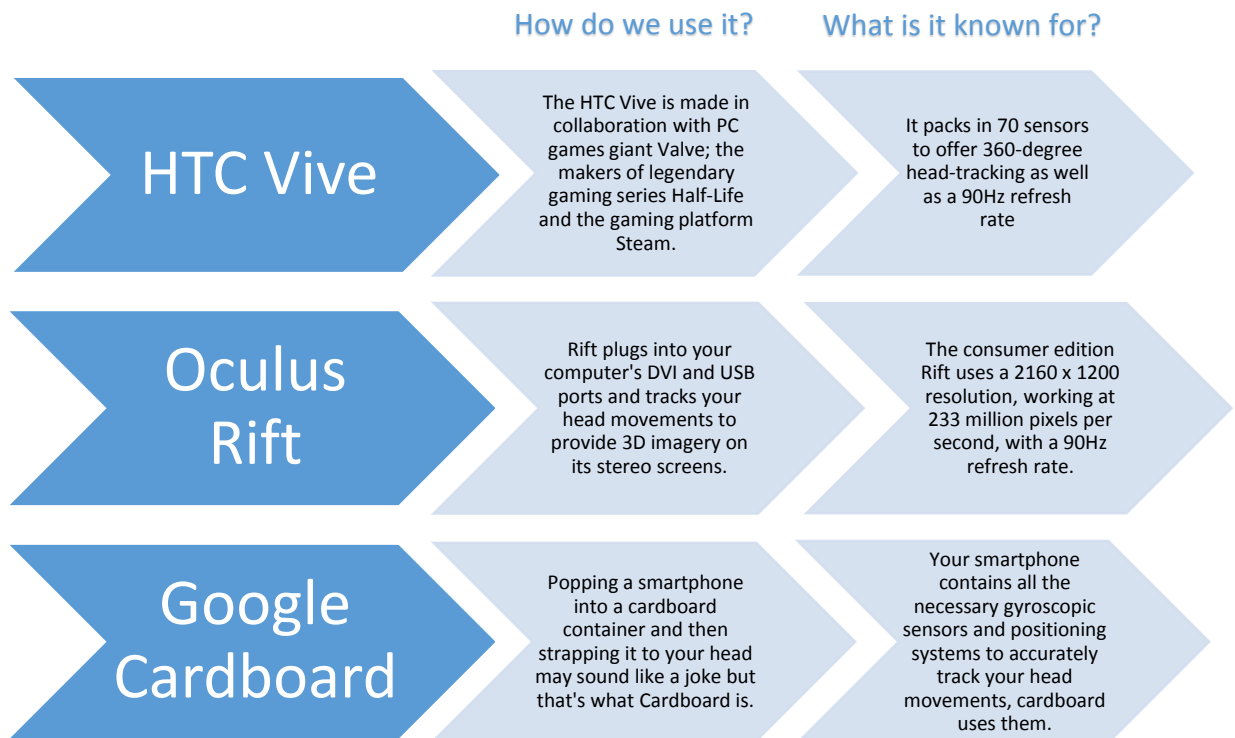 How do we use it?
What is it known for?
HTC Vive
The HTC Vive is made in
collaboration with PC
games giant Valve; the
makers of legendary
gaming series Half-Life
and the gaming platform
Steam.
It packs in 70 sensors
to offer 360-degree
head-tracking as well
as a 90Hz refresh
rate
Oculus
Rift
Rift plugs into your
computer's DVI and USB
ports and tracks your
head movements to
provide 3D imagery on
its stereo screens.
The consumer edition
Rift uses a 2160 x 1200
resolution, working at
233 million pixels per
second, with a 90Hz
refresh rate.
Google
Cardboard
Popping a smartphone
into a cardboard
container and then
strapping it to your head
may sound like a joke but
that's what Cardboard is.
Your smartphone
contains all the
necessary gyroscopic
sensors and positioning
systems to accurately
track your head
movements, cardboard
uses them.